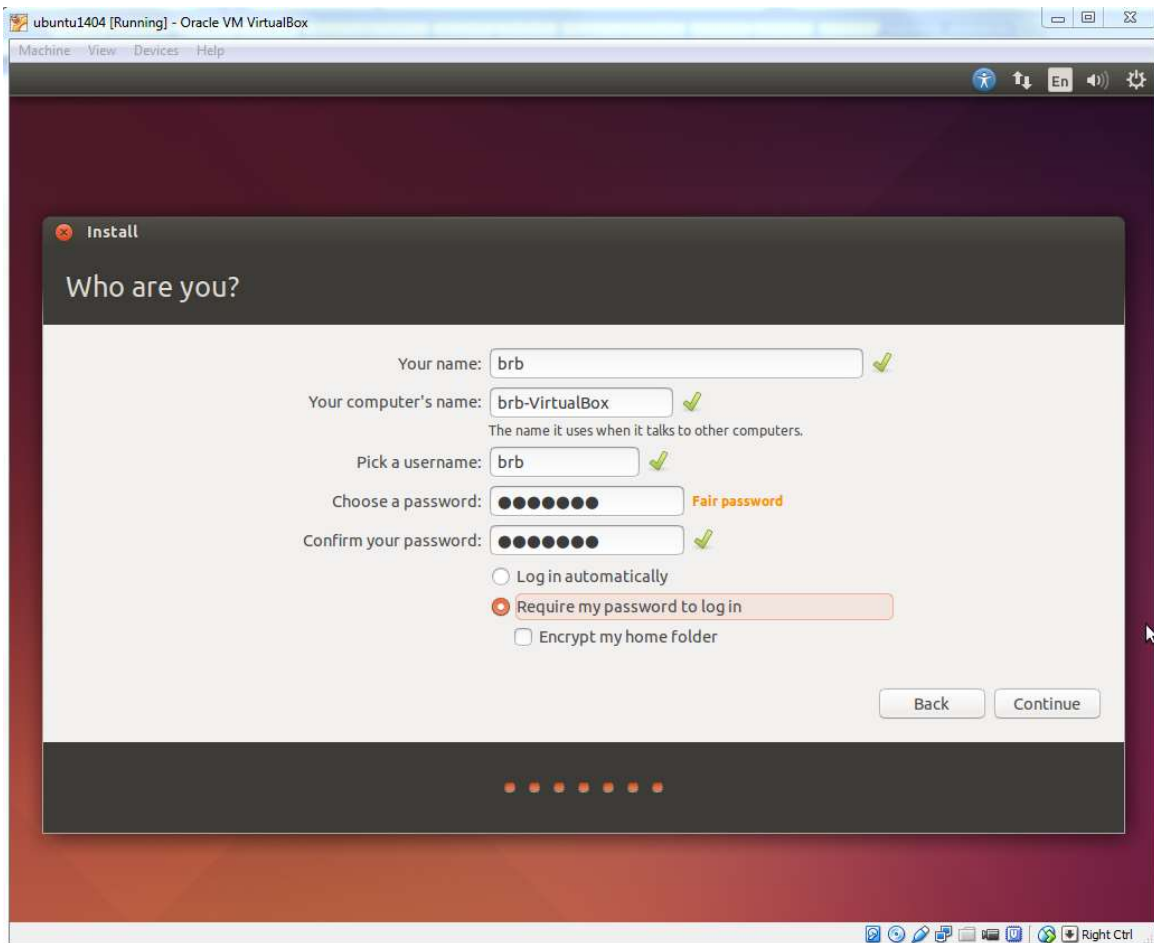 ubuntu1404 [Running] - Oracle VM VirtualBox
Machine View Devices Help
En
Install
Who are you?
Your name: brb
Your computer's name: brb-VirtualBox
The name it uses when it talks to other computers.
Pick a username: brb
Choose a password: ●●●●●●● Fair password
Confirm your password: ●●●●●●●
Log in automatically
Require my password to log in
Encrypt my home folder
Back Continue
Right Ctrl